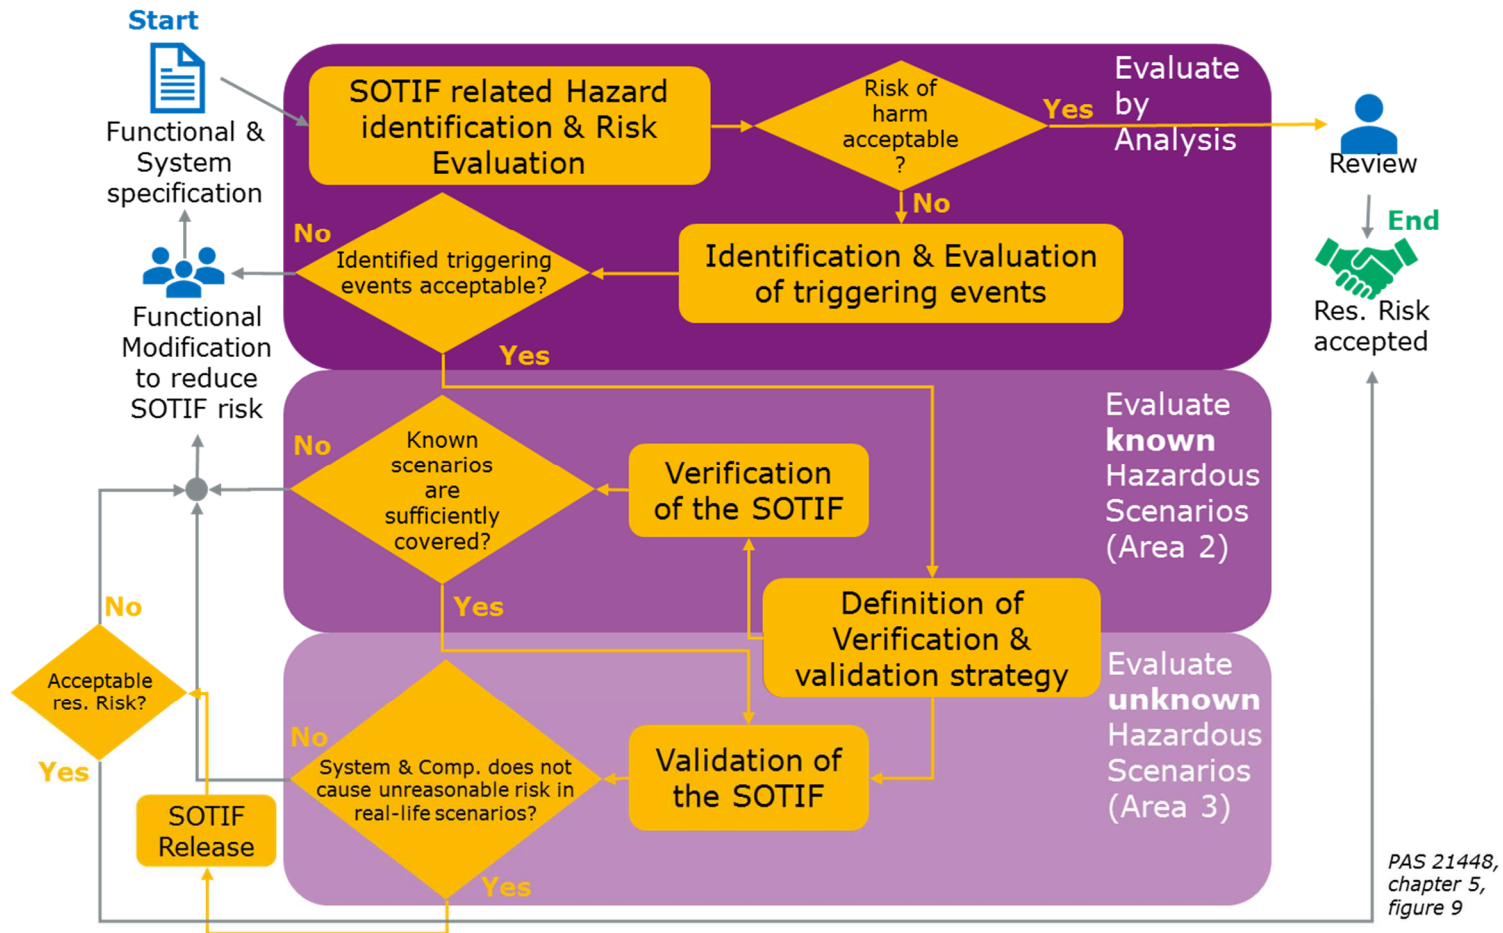 Start
Functional &
System
specification
SOTIF related Hazard
identification & Risk
Evaluation
Risk of
harm
acceptable
?
Yes
Evaluate
by
Analysis
Review
No
End
Res. Risk
accepted
Identification & Evaluation
of triggering events
No
Identified triggering
events acceptable?
Functional
Modification
to reduce
SOTIF risk
Yes
Evaluate
known
Hazardous
Scenarios
(Area 2)
No
Known
scenarios
are
sufficiently
covered?
Verification
of the SOTIF
Yes
Definition of
Verification &
validation strategy
Evaluate
unknown
Hazardous
Scenarios
(Area 3)
No
Acceptable
res. Risk?
Yes
No
System & Comp. does not
cause unreasonable risk in
real-life scenarios?
Validation of
the SOTIF
SOTIF
Release
Yes
PAS 21448,
chapter 5,
figure 9